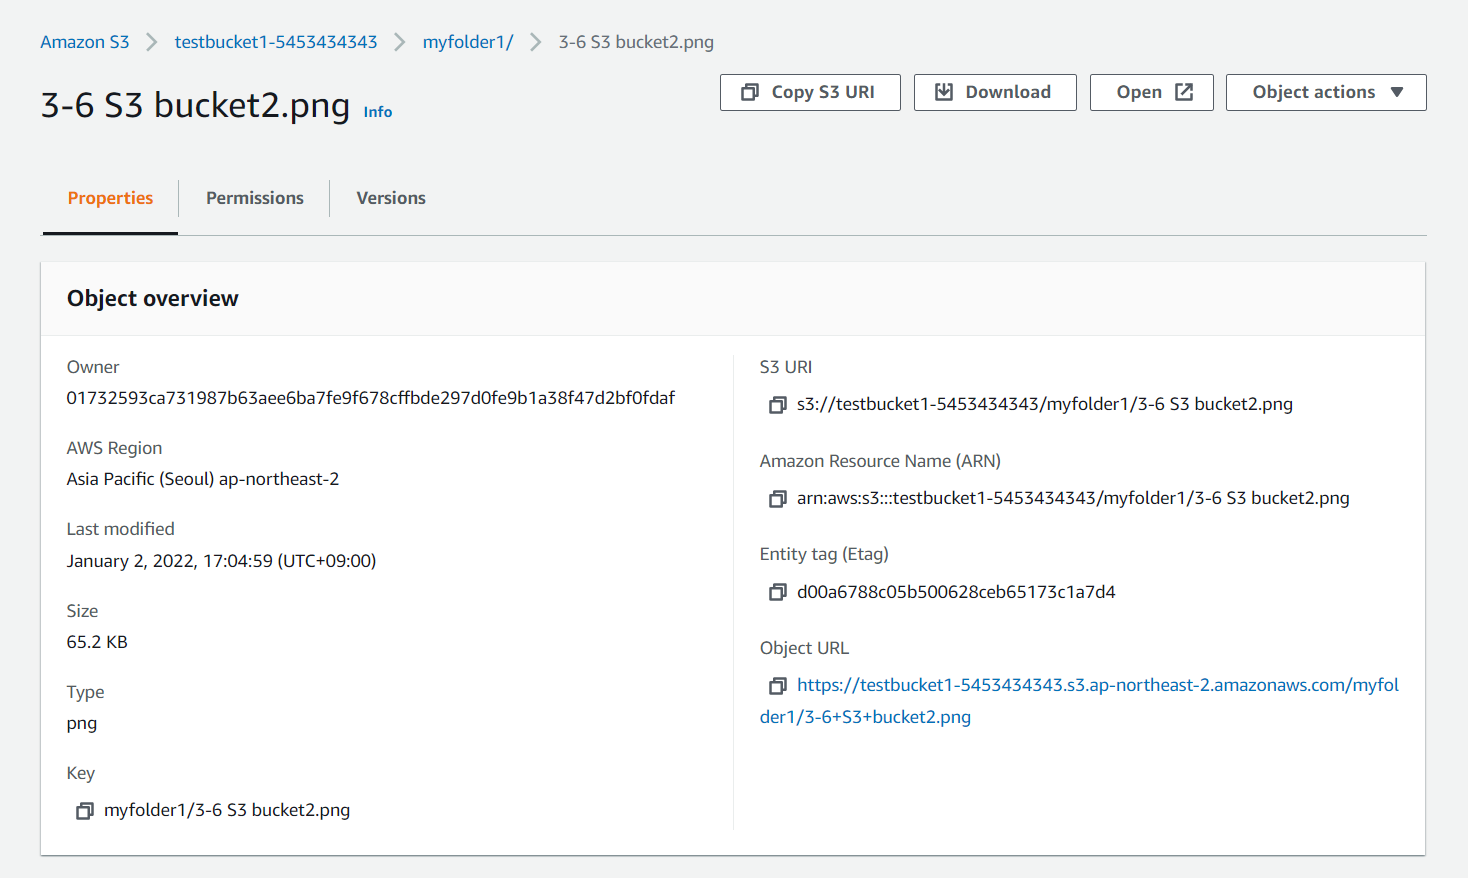 Amazon S3 > testbucket1-5453434343 > myfolder1/ > 3-6 S3 bucket2.png
3-6 S3 bucket2.png Info
Copy S3 URI Download Open Object actions
Properties Permissions Versions
Object overview
Owner
01732593ca731987b63aee6ba7fe9f678cffbde297d0fe9b1a38f47d2bf0fdaf
AWS Region
Asia Pacific (Seoul) ap-northeast-2
Last modified
January 2, 2022, 17:04:59 (UTC+09:00)
Size
65.2 KB
Type
png
Key
myfolder1/3-6 S3 bucket2.png
S3 URI
s3://testbucket1-5453434343/myfolder1/3-6 S3 bucket2.png
Amazon Resource Name (ARN)
arn:aws:s3:::testbucket1-5453434343/myfolder1/3-6 S3 bucket2.png
Entity tag (Etag)
d00a6788c05b500628ceb65173c1a7d4
Object URL
https://testbucket1-5453434343.s3.ap-northeast-2.amazonaws.com/myfol
der1/3-6+S3+bucket2.png